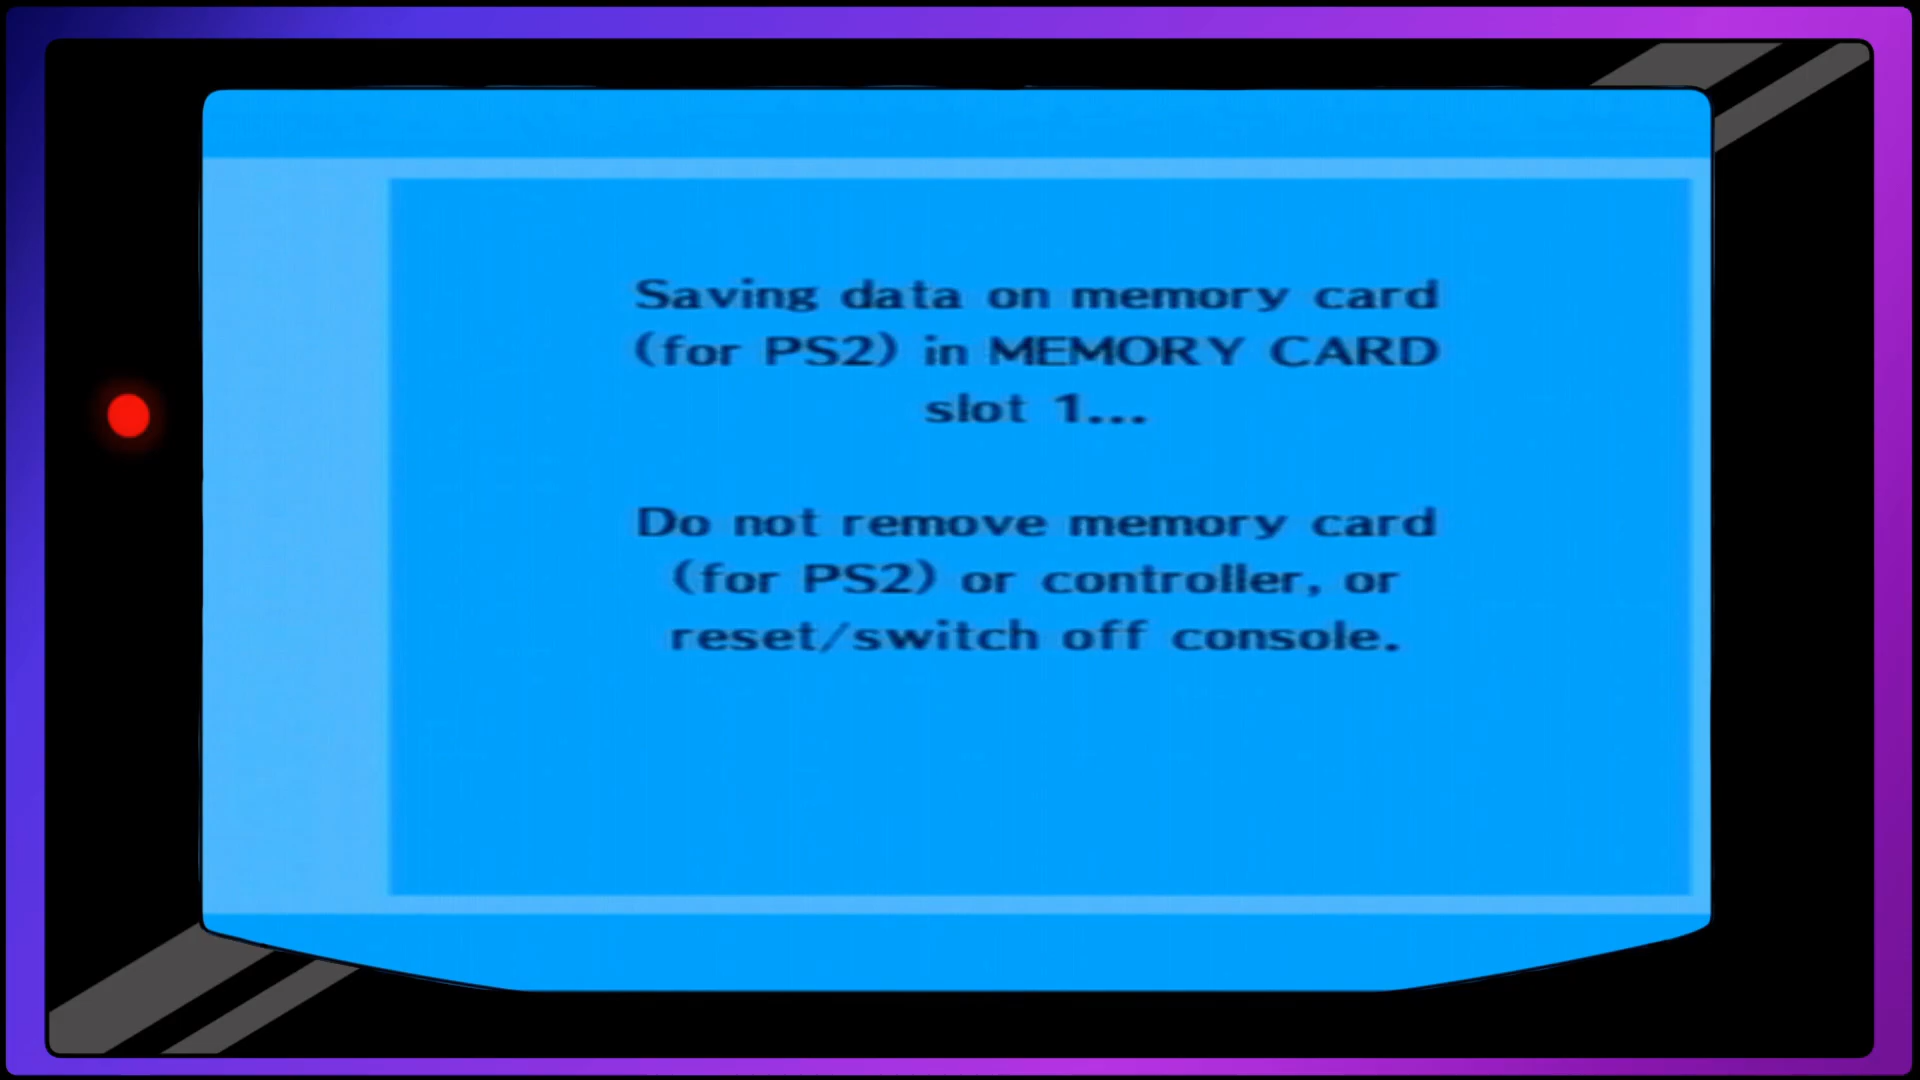 Saving data on memory card
(for PS2) in MEMORY CARD
slot 1...
Do not remove memory card
(for PS2) or controller, or
reset/switch off console.